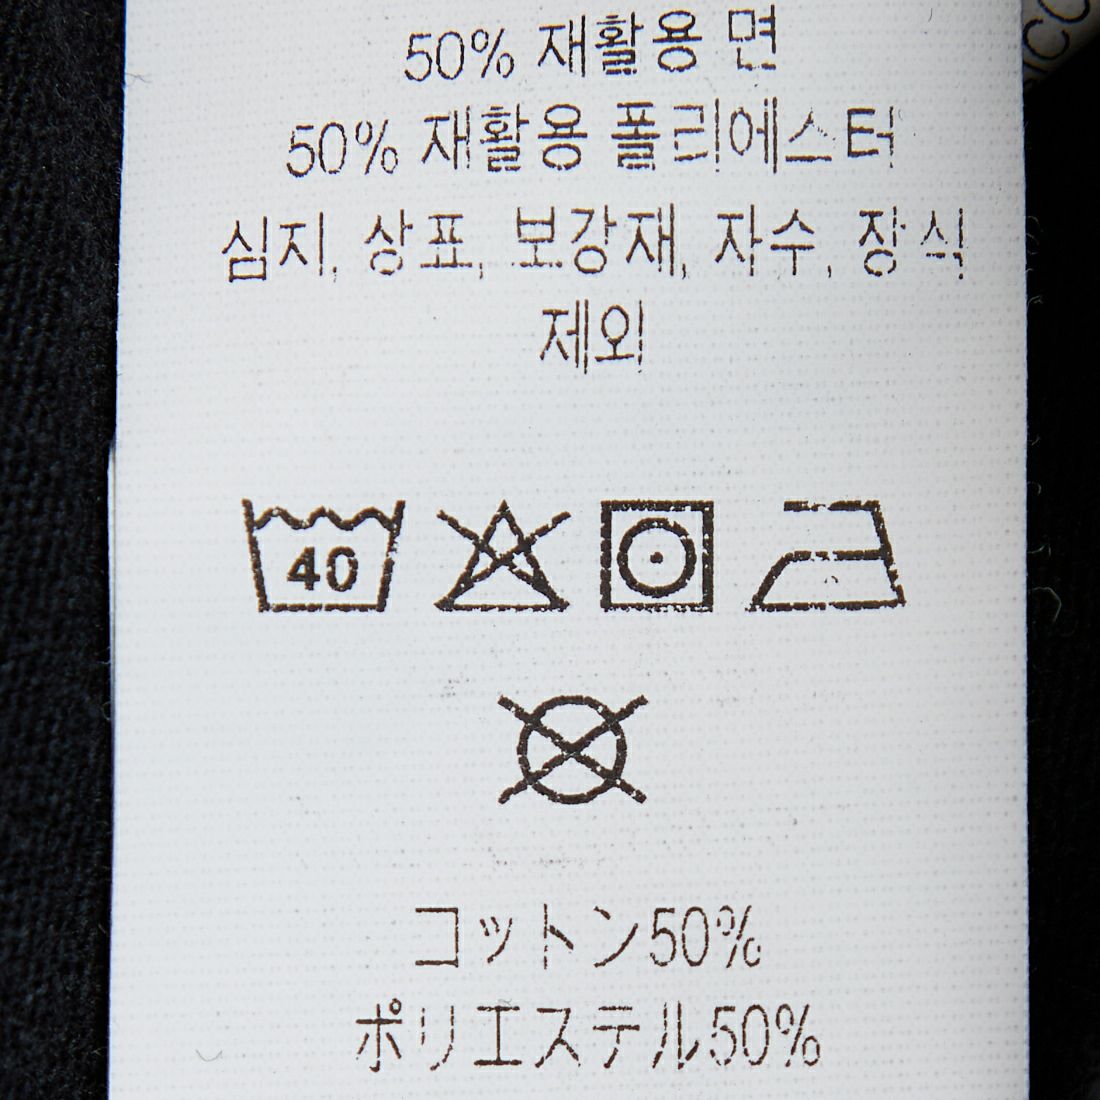 50% 재활용 면
50% 재활용 폴리에스터
심지, 상표, 보강재, 자수, 장식
제외
40
コットン50%
ポリエステル50%